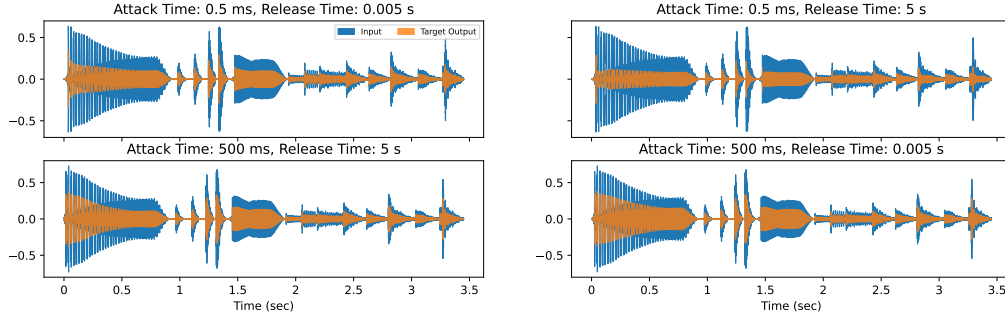 Attack Time: 0.5 ms, Release Time: 0.005 s
0.5
0.0
−0.5
Input
Target Output
Attack Time: 0.5 ms, Release Time: 5 s
Attack Time: 500 ms, Release Time: 5 s
0.5
0.0
−0.5
0
0.5
1
1.5
2
2.5
3
3.5
Time (sec)
Attack Time: 500 ms, Release Time: 0.005 s
0
0.5
1
1.5
2
2.5
3
3.5
Time (sec)